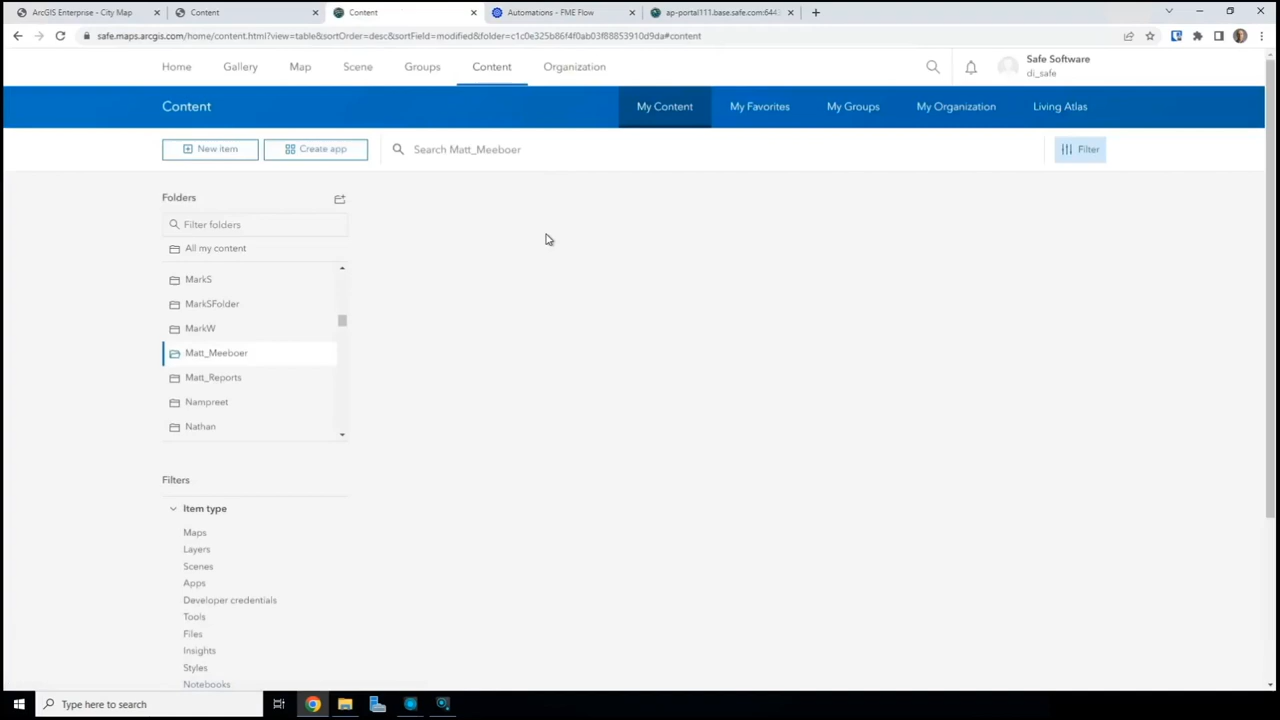 ArcGIS Enterprise - City Map
Content
Content
Automations - FME Flow
ap-portal111.base.safe.com:644
safe.maps.arcgis.com/home/content.html?view=table&sortOrder=desc&sortField=modified&folder=c1c0e325b86f4f0ab03f88853910d9da#content
Home
Gallery
Map
Scene
Groups
Content
Organization
Safe Software
di_safe
Content
My Content
My Favorites
My Groups
My Organization
Living Atlas
New item
Create app
Search Matt_Meeboer
Filter
Folders
Filter folders
All my content
MarkS
MarkSFolder
MarkW
Matt_Meeboer
Matt_Reports
Nampreet
Nathan
Filters
Item type
Maps
Layers
Scenes
Apps
Developer credentials
Tools
Files
Insights
Styles
Notebooks
Type here to search